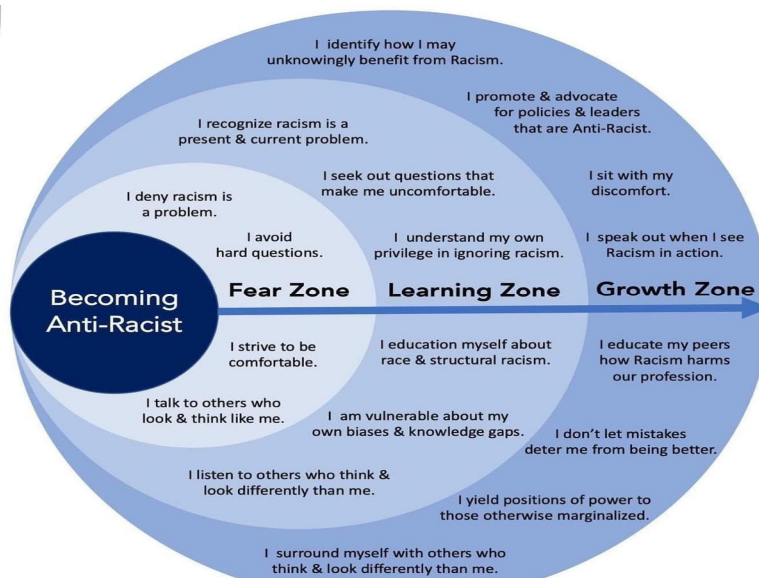 I identify how I may
unknowingly benefit from Racism.
I promote & advocate
for policies & leaders
that are Anti-Racist.
I recognize racism is a
present & current problem.
I seek out questions that
make me uncomfortable.
I sit with my
discomfort.
I deny racism is
a problem.
I avoid
hard questions.
I understand my own
privilege in ignoring racism.
I speak out when I see
Racism in action.
Becoming
Anti-Racist
Fear Zone
Learning Zone
Growth Zone
I strive to be
comfortable.
I education myself about
race & structural racism.
I educate my peers
how Racism harms
our profession.
I talk to others who
look & think like me.
I am vulnerable about my
own biases & knowledge gaps.
I don't let mistakes
deter me from being better.
I listen to others who think &
look differently than me.
I yield positions of power to
those otherwise marginalized.
I surround myself with others who
think & look differently than me.